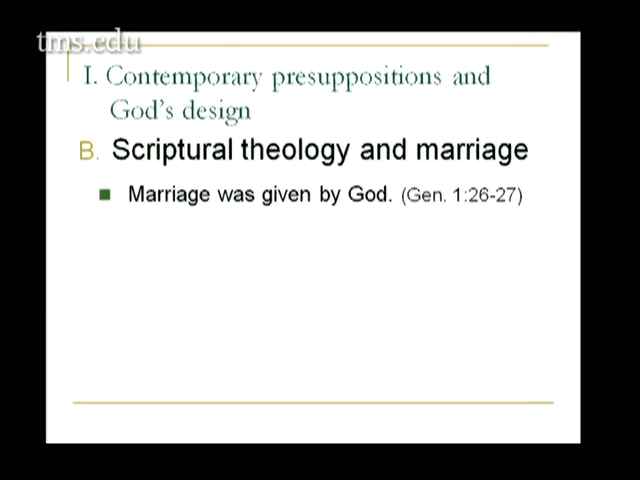 tms.edu
I. Contemporary presuppositions and
God's design
B. Scriptural theology and marriage
Marriage was given by God. (Gen. 1:26-27)